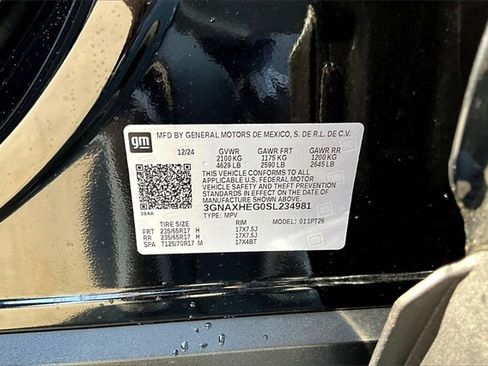 gm
MFD BY GENERAL MOTORS DE MEXICO, S. DE R.L. DE C.V.
12/24 GVWR GAWR FRT GAWR RR
2100 KG 1175 KG 1200 KG
4629 LB 2590 LB 2645 LB
THIS VEHICLE CONFORMS TO ALL
APPLICABLE U.S. FEDERAL MOTOR
VEHICLE SAFETY AND THEFT PREVENTION
STANDARDS IN EFFECT ON THE DATE OF
MANUFACTURE SHOWN ABOVE.
3GNAXHEG0SL234981
TYPE: MPV
384A
TIRE SIZE RIM MODEL: 011PT26
FRT 235/65R17 H 17X7.5J
RR 235/65R17 H 17X7.5J
SPA T125/70R17 M 17X4BT